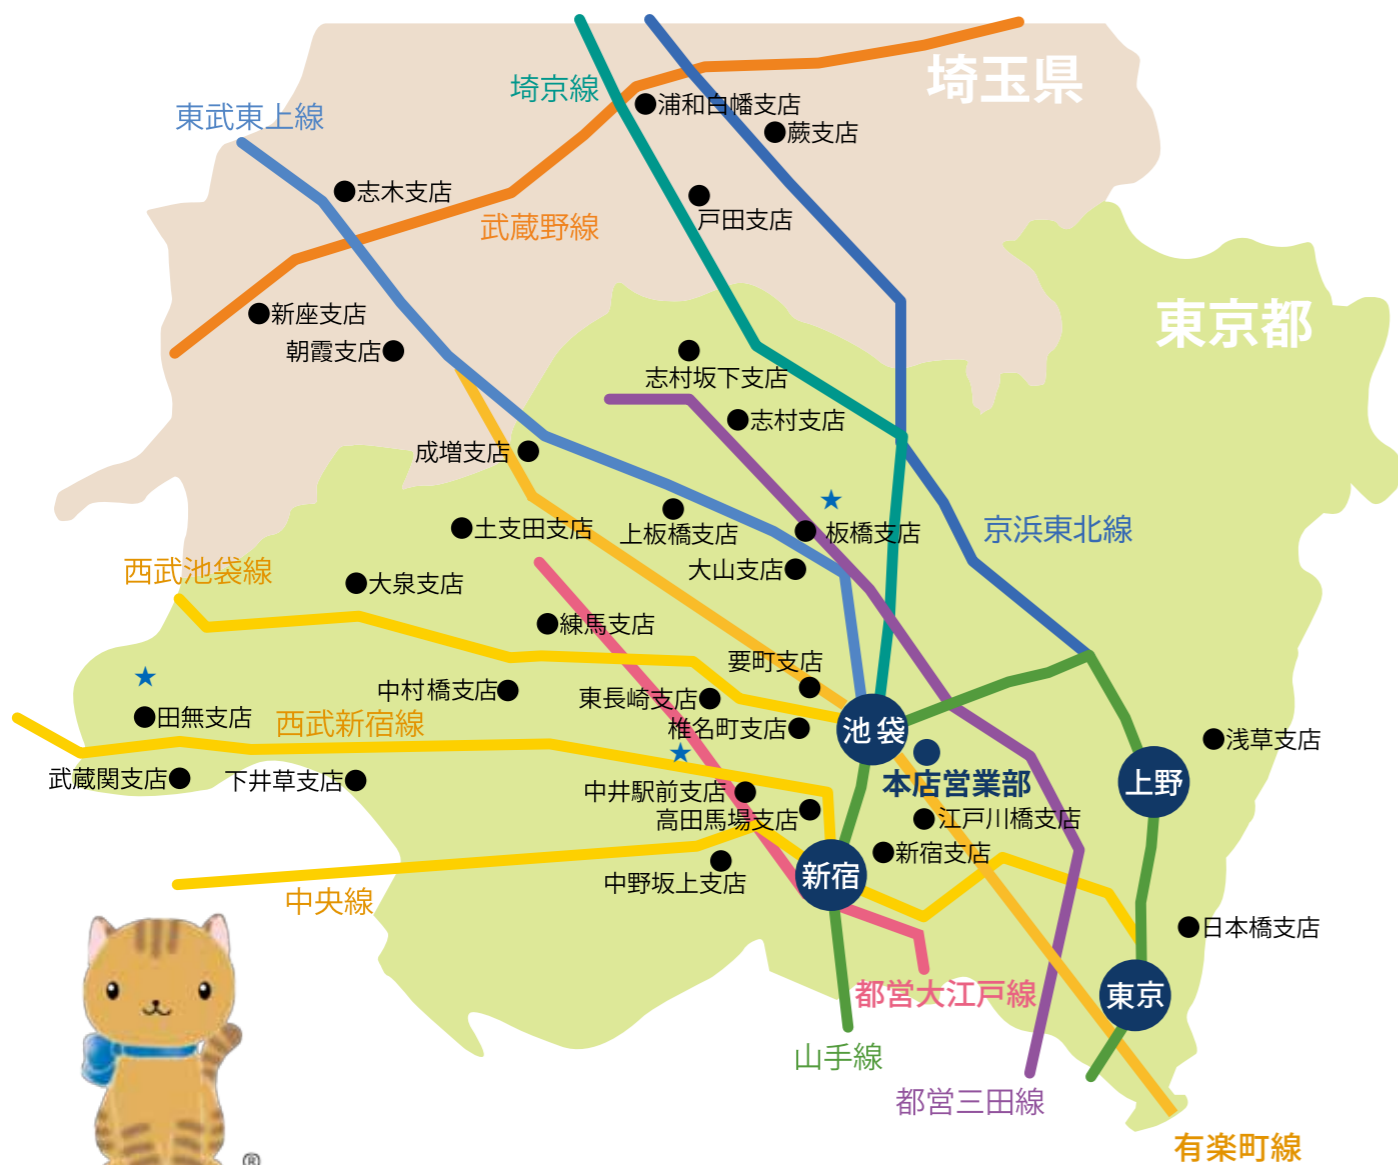 埼玉県
埼京線
浦和白幡支店
東武東上線
蕨支店
志木支店
戸田支店
武蔵野線
新座支店
東京都
朝霞支店
志村坂下支店
志村支店
成増支店
土支田支店
上板橋支店
板橋支店
京浜東北線
西武池袋線
大山支店
大泉支店
練馬支店
要町支店
中村橋支店
東長崎支店
田無支店
西武新宿線
椎名町支店
池袋
浅草支店
武蔵関支店
下井草支店
本店営業部
上野
中井駅前支店
高田馬場支店
江戸川橋支店
新宿支店
中野坂上支店
新宿
中央線
日本橋支店
都営大江戸線
東京
山手線
都営三田線
有楽町線
®